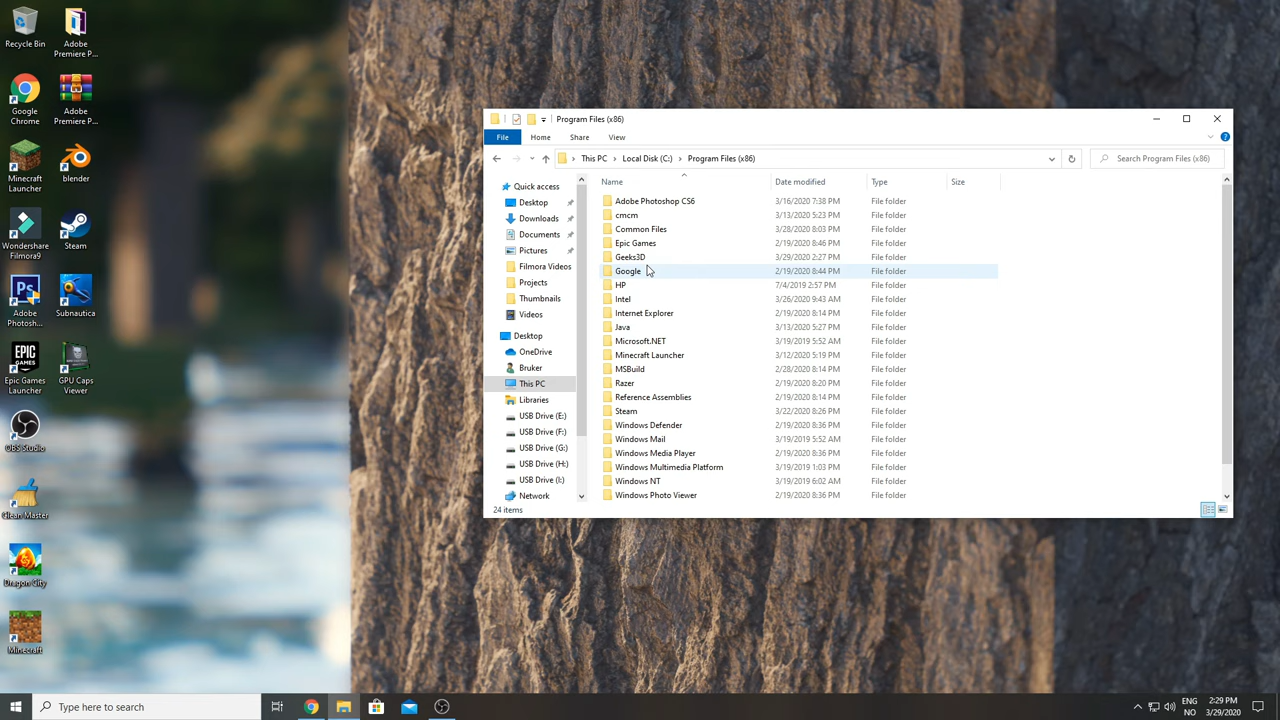 Recycle Bin
Adobe
Premiere P...
Google
Chrome
Adobe
Premiere P...
Minecraft
Launcher
blender
Wondershare
Filmora9
Steam
Adobe
Photosh...
Subnautica
Epic Games
Launcher
GPU Caps
Viewer
OBS Studio
Clean Master
Dragon City
Minecraft
Program Files (x86)
File
Home
Share
View
This PC
Local Disk (C:)
Program Files (x86)
Search Program Files (x86)
Quick access
Desktop
Downloads
Documents
Pictures
Filmora Videos
Projects
Thumbnails
Videos
Desktop
OneDrive
Bruker
This PC
Libraries
USB Drive (E:)
USB Drive (F:)
USB Drive (G:)
USB Drive (H:)
USB Drive (I:)
Network
Name Date modified Type Size
Adobe Photoshop CS6 3/16/2020 7:38 PM File folder
cmcm 3/13/2020 5:23 PM File folder
Common Files 3/28/2020 8:03 PM File folder
Epic Games 2/19/2020 8:46 PM File folder
Geeks3D 3/29/2020 2:27 PM File folder
Google 2/19/2020 8:44 PM File folder
HP 7/4/2019 2:57 PM File folder
Intel 3/26/2020 9:43 AM File folder
Internet Explorer 2/19/2020 8:14 PM File folder
Java 3/13/2020 5:27 PM File folder
Microsoft.NET 3/19/2019 5:52 AM File folder
Minecraft Launcher 3/12/2020 5:19 PM File folder
MSBuild 2/28/2020 8:14 PM File folder
Razer 2/19/2020 8:20 PM File folder
Reference Assemblies 2/19/2020 8:14 PM File folder
Steam 3/22/2020 8:26 PM File folder
Windows Defender 2/19/2020 8:36 PM File folder
Windows Mail 3/19/2019 5:52 AM File folder
Windows Media Player 2/19/2020 8:36 PM File folder
Windows Multimedia Platform 3/19/2019 1:03 PM File folder
Windows NT 3/19/2019 6:02 AM File folder
Windows Photo Viewer 2/19/2020 8:36 PM File folder
24 items
Type here to search
ENG
NO
2:29 PM
3/29/2020